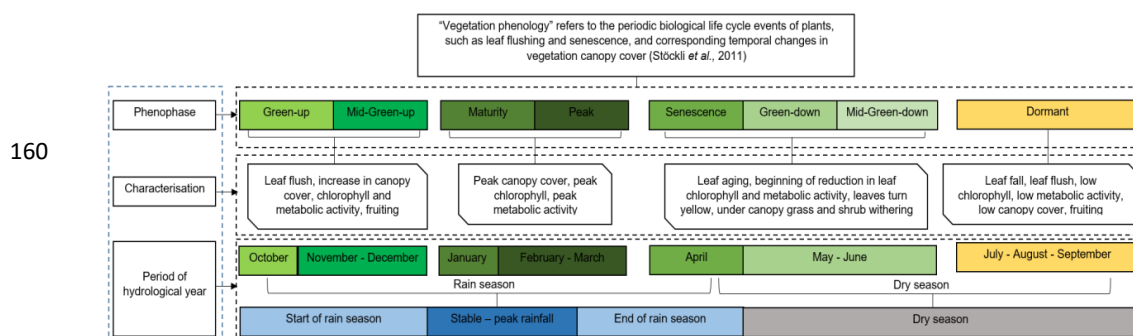 “Vegetation phenology” refers to the periodic biological life cycle events of plants,
such as leaf flushing and senescence, and corresponding temporal changes in
vegetation canopy cover (Stöckli et al., 2011)
Phenophase
Green-up
Mid-Green-up
Maturity
Peak
Senescence
Green-down
Mid-Green-down
Dormant
160
Characterisation
Leaf flush, increase in canopy
cover, chlorophyll and
metabolic activity, fruiting
Peak canopy cover, peak
chlorophyll, peak
metabolic activity
Leaf aging, beginning of reduction in leaf
chlorophyll and metabolic activity, leaves turn
yellow, under canopy grass and shrub withering
Leaf fall, leaf flush, low
chlorophyll, low metabolic activity,
low canopy cover, fruiting
Period of
hydrological year
October
November - December
January
February - March
April
May - June
July - August - September
Rain season
Dry season
Start of rain season
Stable – peak rainfall
End of rain season
Dry season